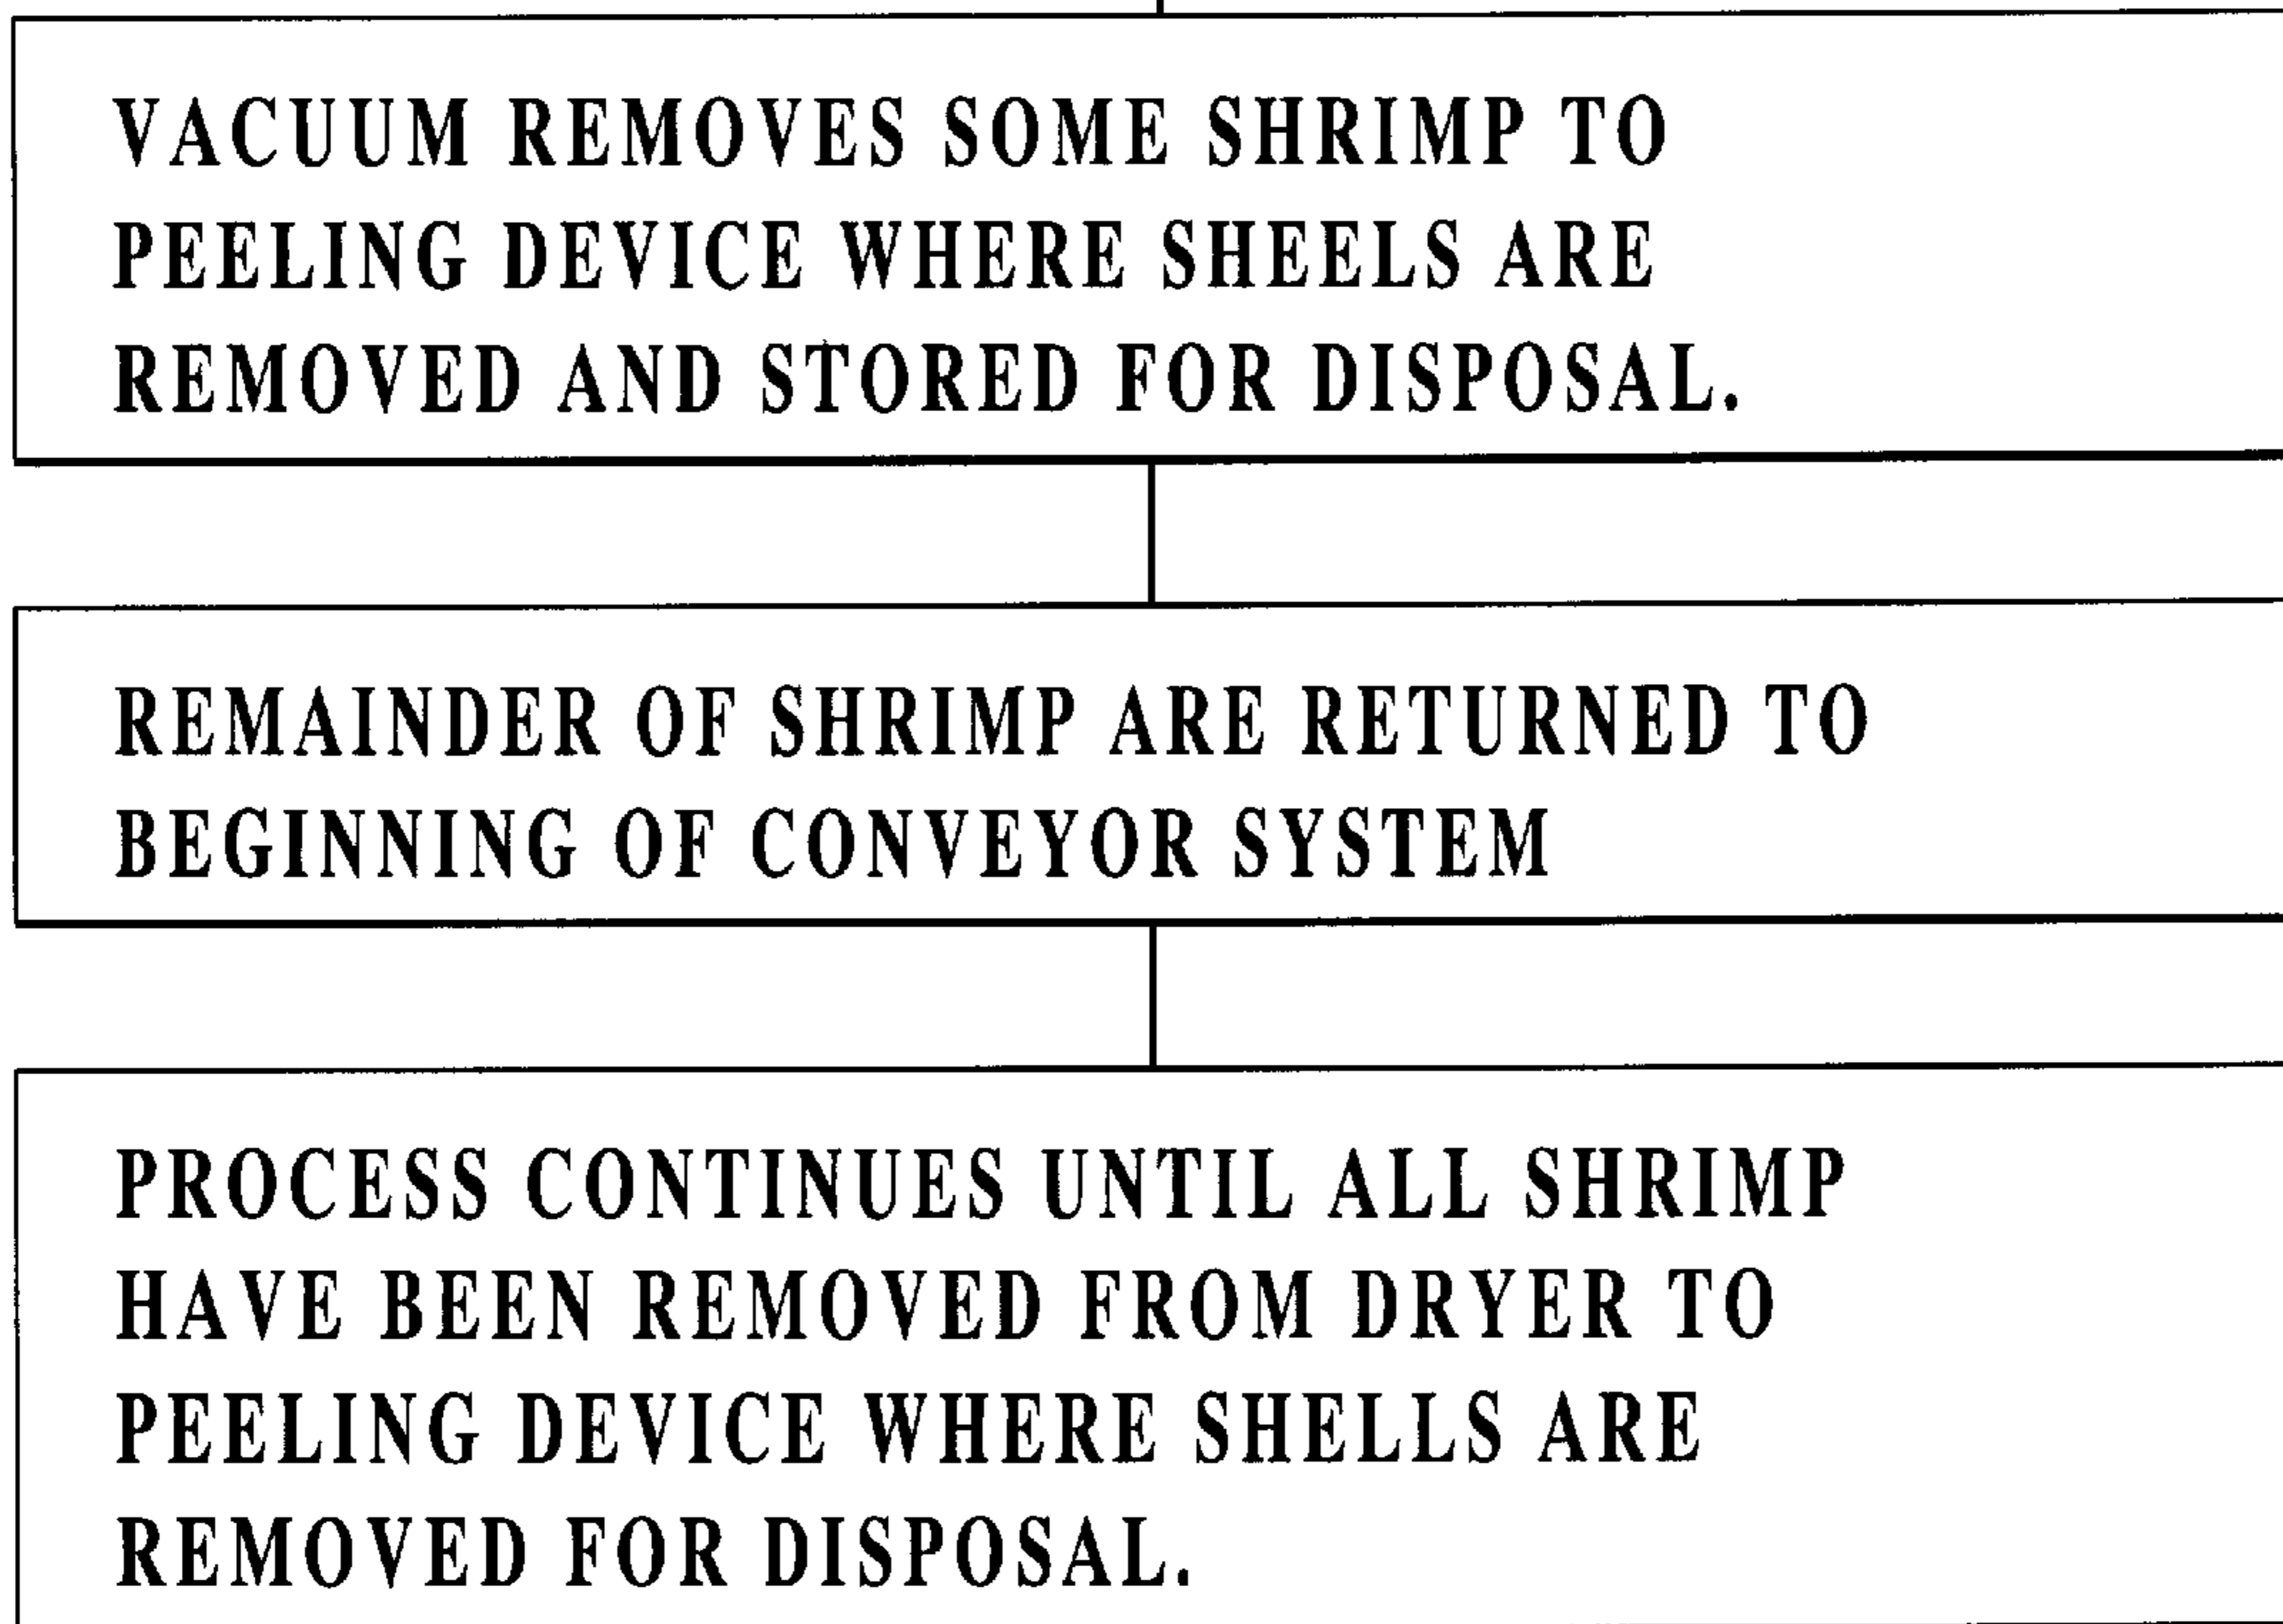 VACUUM REMOVES SOME SHRIMP TO
PEELING DEVICE WHERE SHEELS ARE
REMOVED AND STORED FOR DISPOSAL.
REMAINDER OF SHRIMP ARE RETURNED TO
BEGINNING OF CONVEYOR SYSTEM
PROCESS CONTINUES UNTIL ALL SHRIMP
HAVE BEEN REMOVED FROM DRYER TO
PEELING DEVICE WHERE SHELLS ARE
REMOVED FOR DISPOSAL.